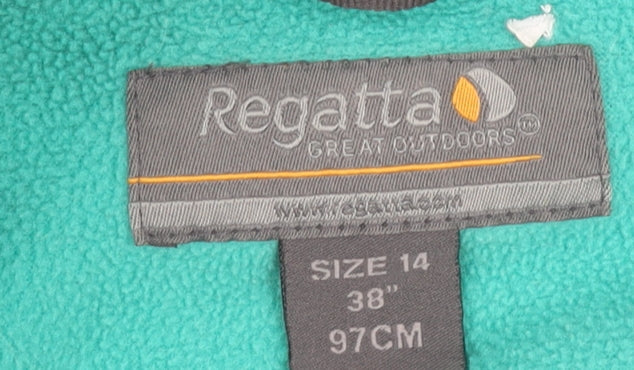 Regatta
GREAT OUTDOORS™
www.regatta.com
SIZE 14
38"
97CM